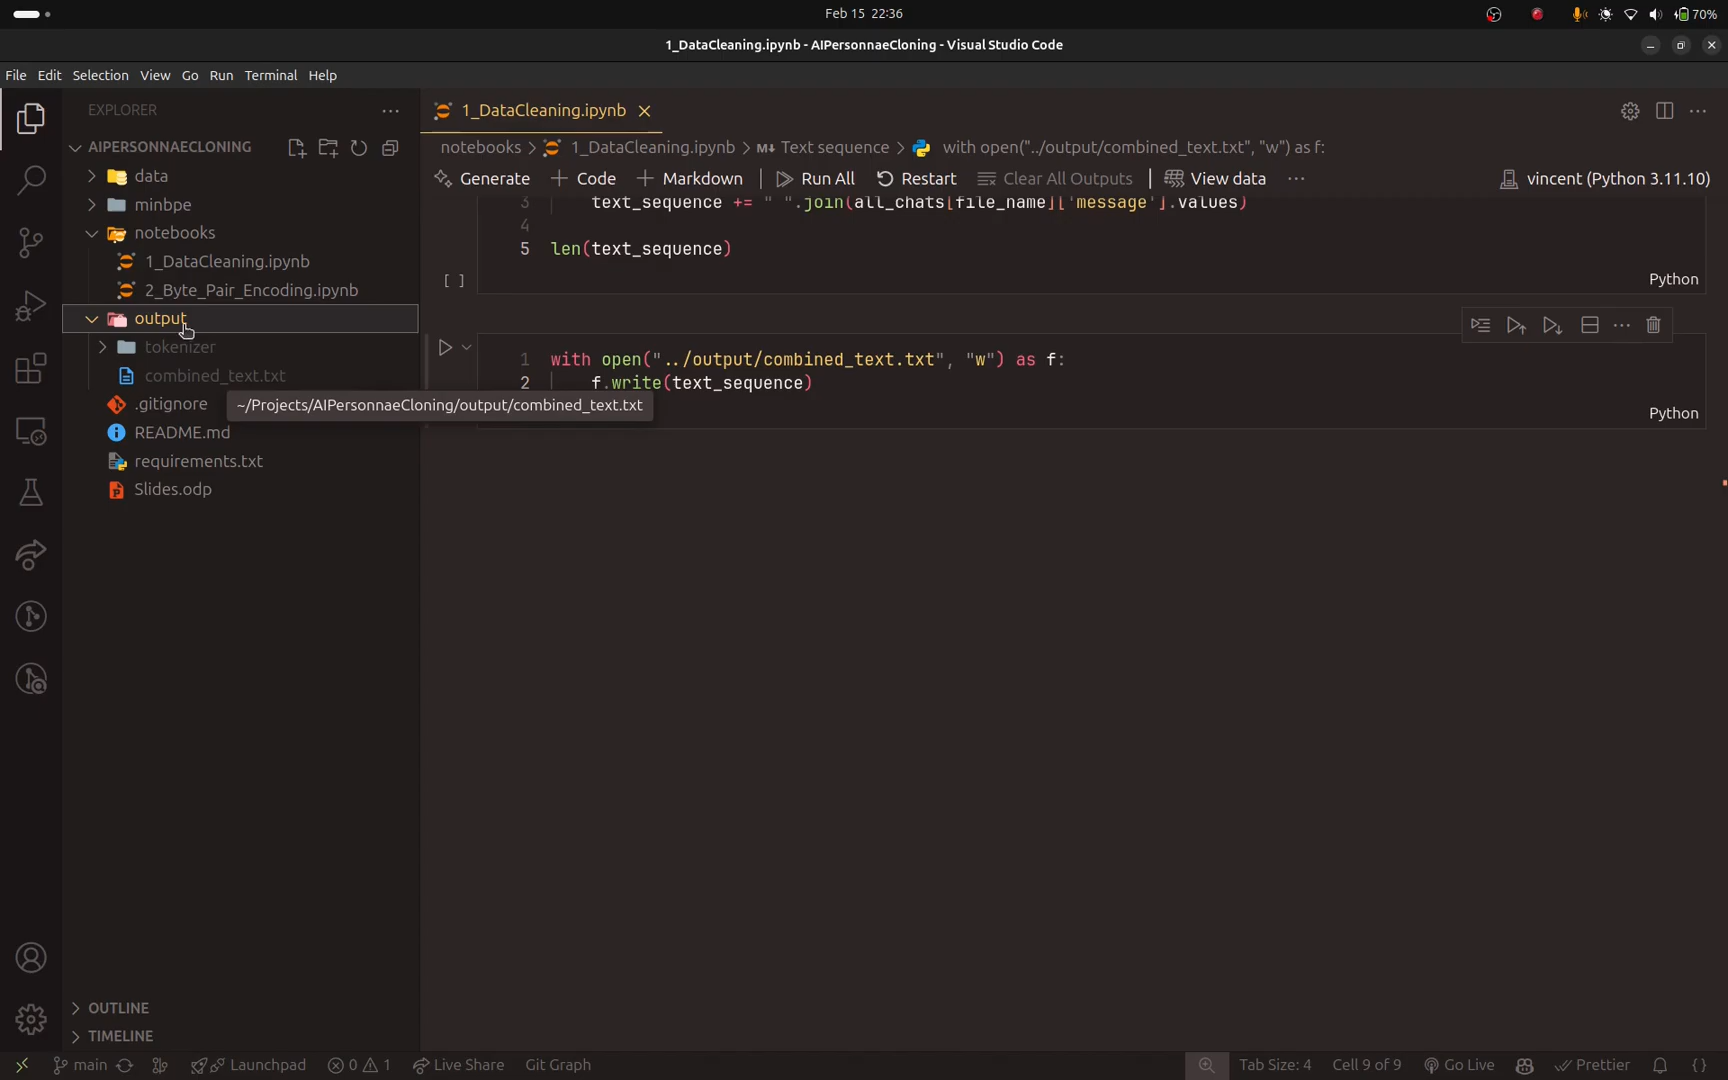 Feb 15 22:36
70%
1_DataCleaning.ipynb - AIPersonnaeCloning - Visual Studio Code
File Edit Selection View Go Run Terminal Help
EXPLORER
1_DataCleaning.ipynb
AIPERSONNAECLONING
notebooks > 1_DataCleaning.ipynb > M↓ Text sequence > with open("../output/combined_text.txt", "w") as f:
data
Generate + Code + Markdown | Run All Restart Clear All Outputs | View data ... vincent (Python 3.11.10)
minbpe
3 text_sequence += " ".join(all_chats[file_name]['message'].values)
notebooks
4
5 len(text_sequence)
1_DataCleaning.ipynb
[ ]
Python
2_Byte_Pair_Encoding.ipynb
output
tokenizer
1 with open("../output/combined_text.txt", "w") as f:
combined_text.txt
2 f.write(text_sequence)
.gitignore
~/Projects/AIPersonnaeCloning/output/combined_text.txt
Python
README.md
requirements.txt
Slides.odp
OUTLINE
TIMELINE
main Launchpad 0 1 Live Share Git Graph Tab Size: 4 Cell 9 of 9 Go Live Prettier {}